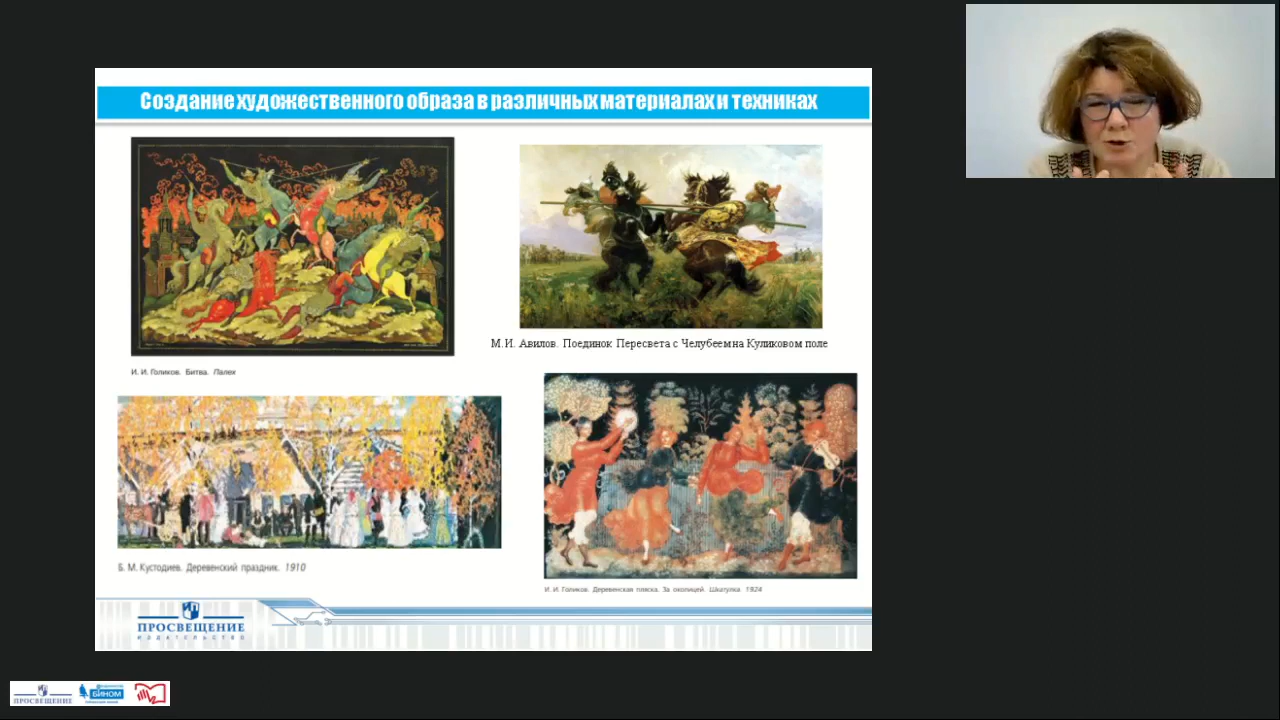 Создание художественного образа в различных материалах и техниках
И. И. Голиков. Битва. Палех
М.И. Авилов. Поединок Пересвета с Челубеем на Куликовом поле
Б. М. Кустодиев. Деревенский праздник. 1910
И. И. Голиков. Деревенская пляска. За околицей. Шкатулка. 1924
ПРОСВЕЩЕНИЕ
ИЗДАТЕЛЬСТВО
ПРОСВЕЩЕНИЕ
БИНОМ